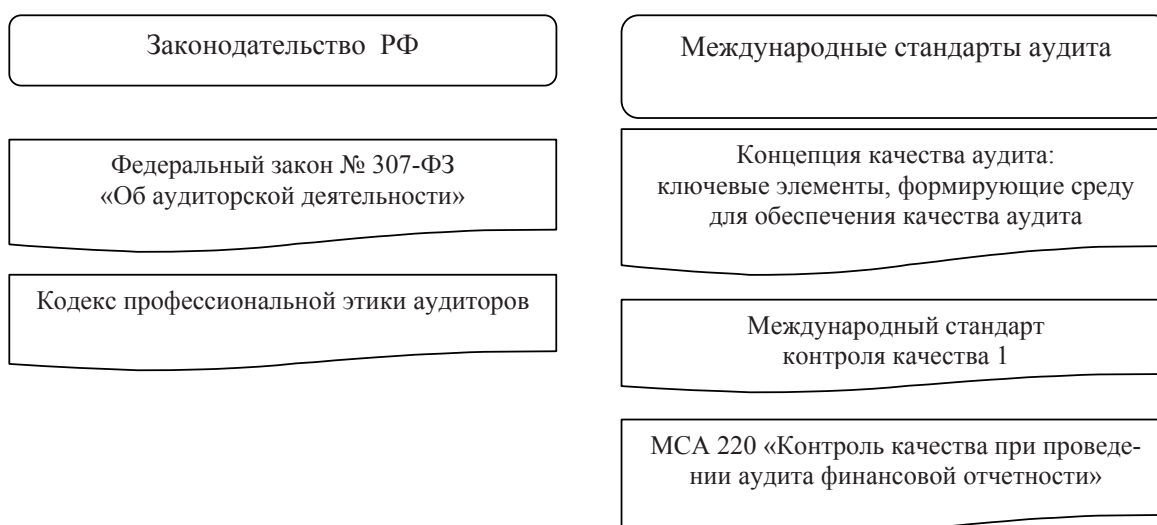 Законодательство РФ
Федеральный закон № 307-ФЗ
«Об аудиторской деятельности»
Кодекс профессиональной этики аудиторов
Международные стандарты аудита
Концепция качества аудита:
ключевые элементы, формирующие среду
для обеспечения качества аудита
Международный стандарт
контроля качества 1
МСА 220 «Контроль качества при проведе-
нии аудита финансовой отчетности»